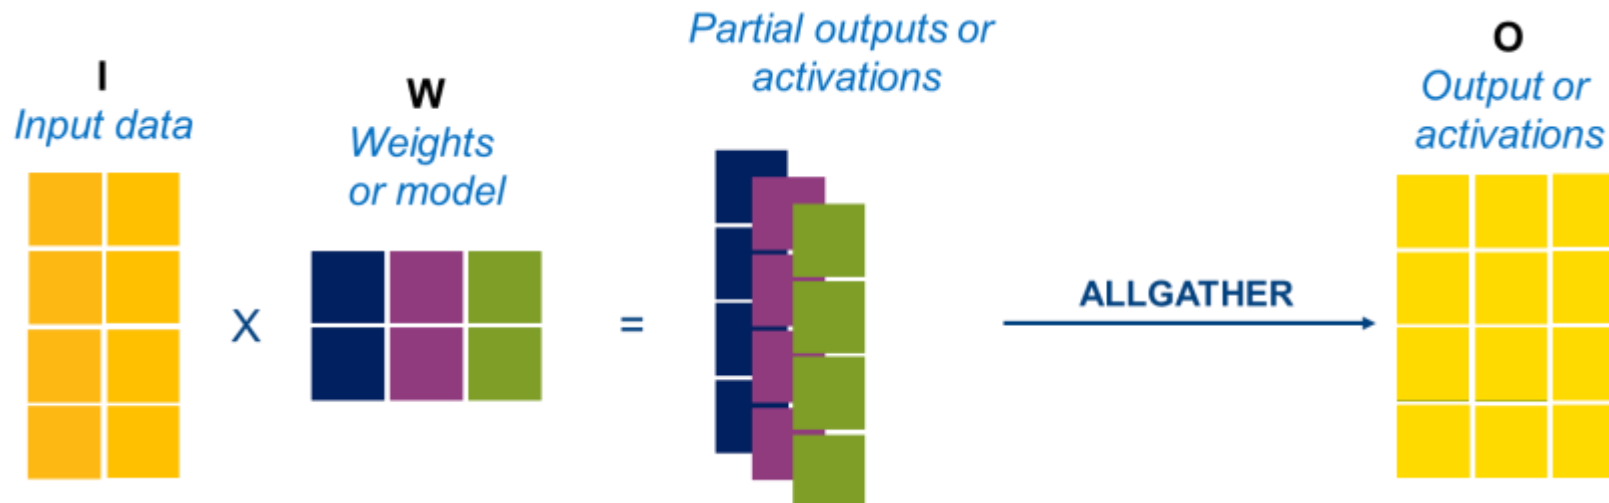 I
Input data
X
W
Weights
or model
=
Partial outputs or
activations
ALLGATHER
O
Output or
activations